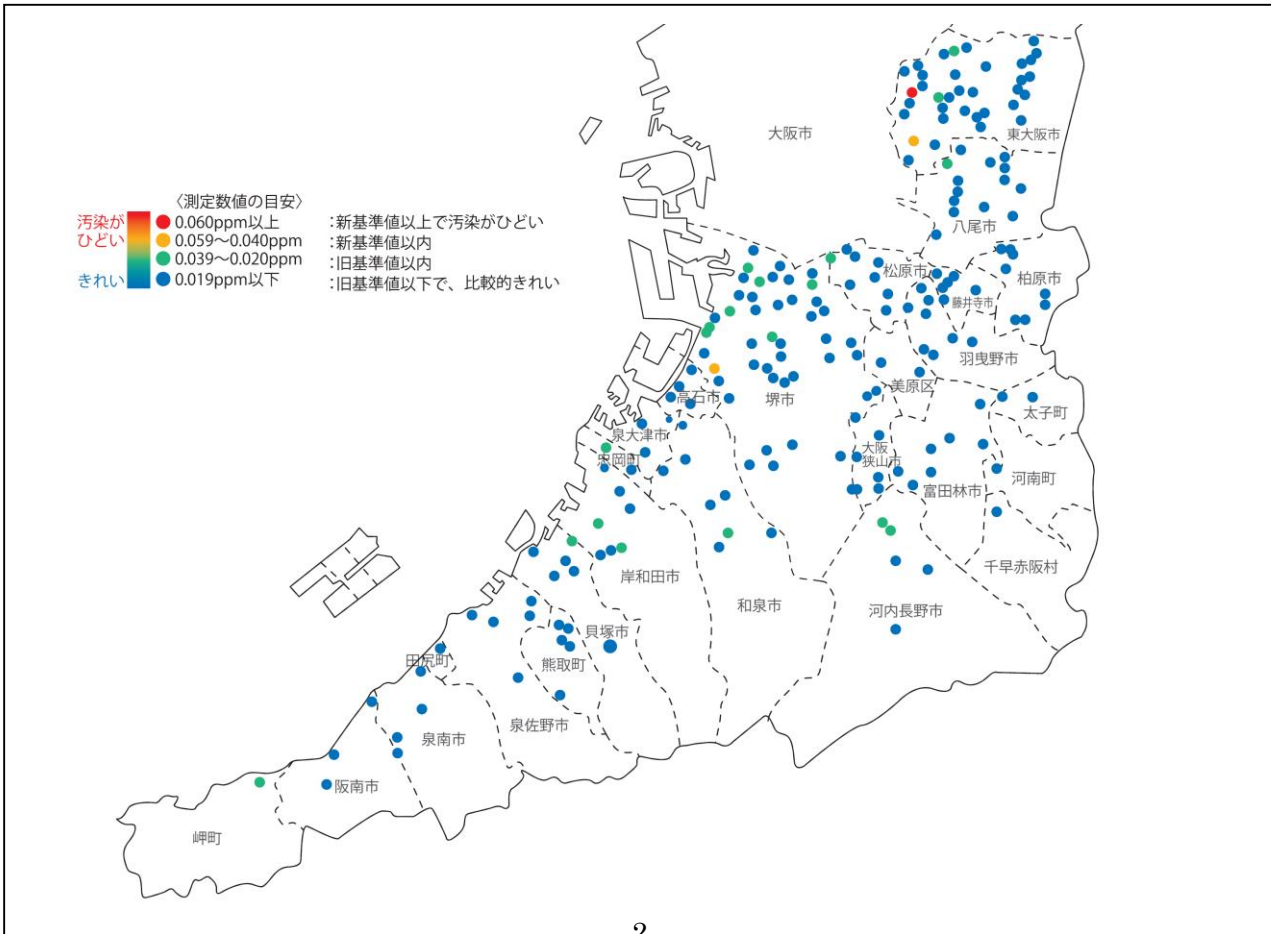 大阪市
東大阪市
〈測定数値の目安〉
汚染が
ひどい
きれい
0.060ppm以上 :新基準値以上で汚染がひどい
0.059～0.040ppm :新基準値以内
0.039～0.020ppm :旧基準値以内
0.019ppm以下 :旧基準値以下で、比較的きれい
八尾市
松原市
柏原市
藤井寺市
羽曳野市
美原区
高石市
堺市
太子町
泉大津市
忠岡町
大阪
狭山市
河南町
富田林市
千早赤阪村
岸和田市
和泉市
河内長野市
貝塚市
田尻町
熊取町
泉佐野市
泉南市
阪南市
岬町